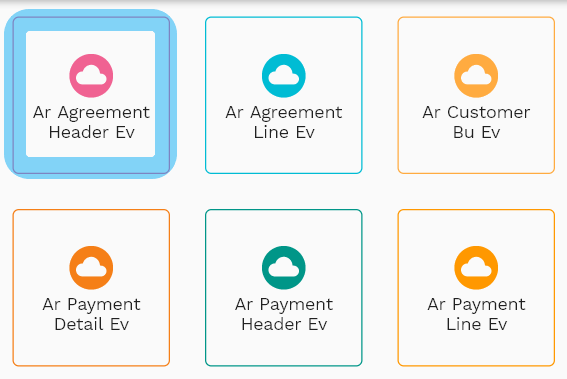 Ar Agreement
Header Ev
Ar Agreement
Line Ev
Ar Customer
Bu Ev
Ar Payment
Detail Ev
Ar Payment
Header Ev
Ar Payment
Line Ev